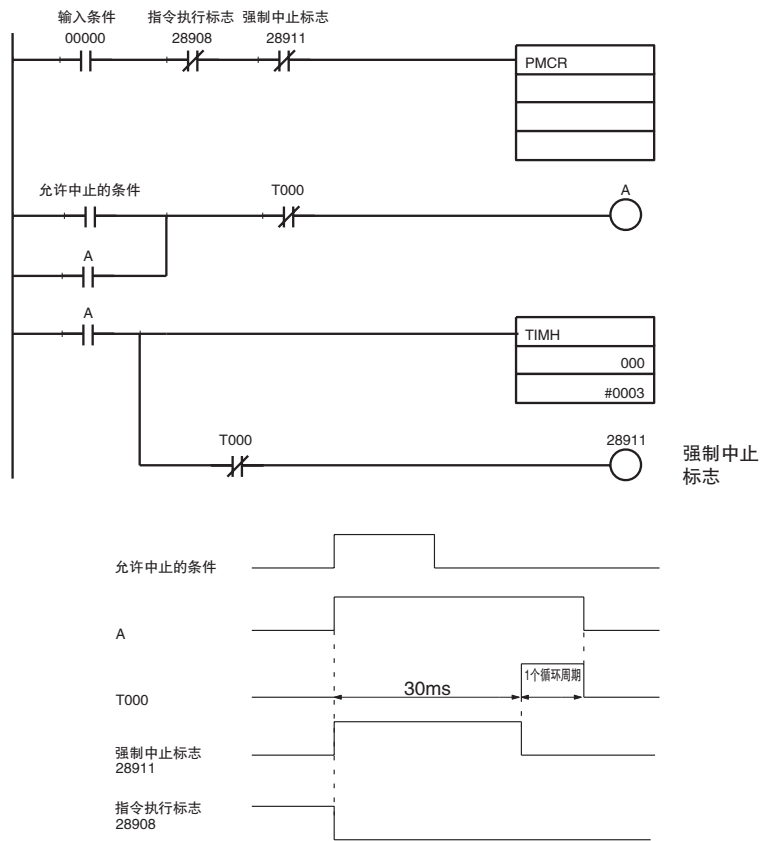 输入条件 指令执行标志 强制中止标志
00000 28908 28911
PMCR
允许中止的条件 T000 A
A
A
TIMH
000
#0003
T000 28911
强制中止
标志
允许中止的条件
A
1个循环周期
30ms
T000
强制中止标志
28911
指令执行标志
28908